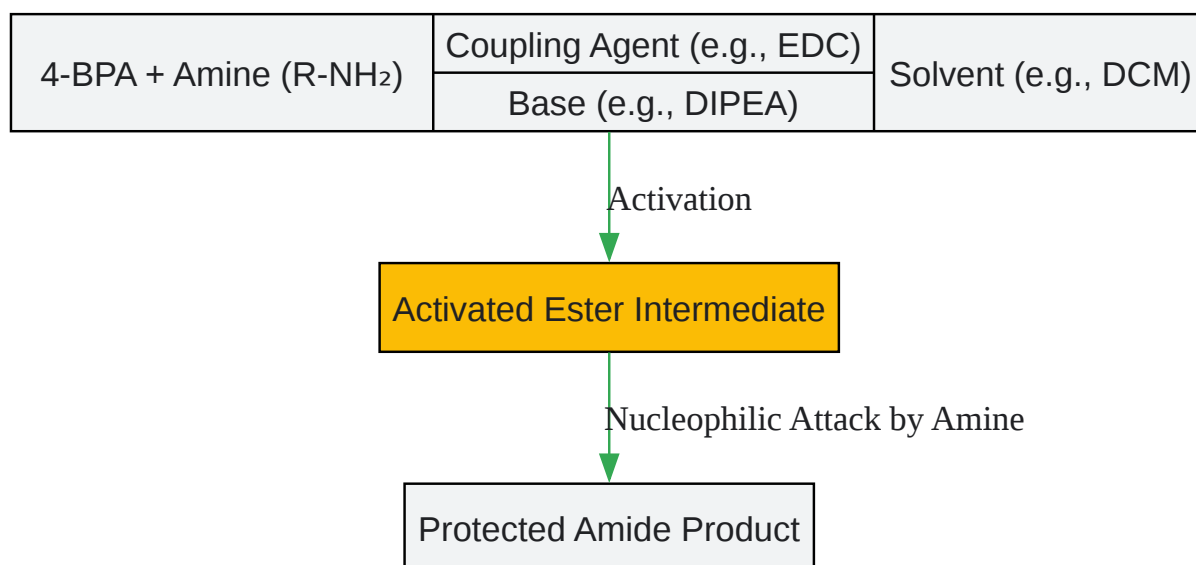 4-BPA + Amine (R-NH₂)
Coupling Agent (e.g., EDC)
Base (e.g., DIPEA)
Solvent (e.g., DCM)
Activation
Activated Ester Intermediate
Nucleophilic Attack by Amine
Protected Amide Product